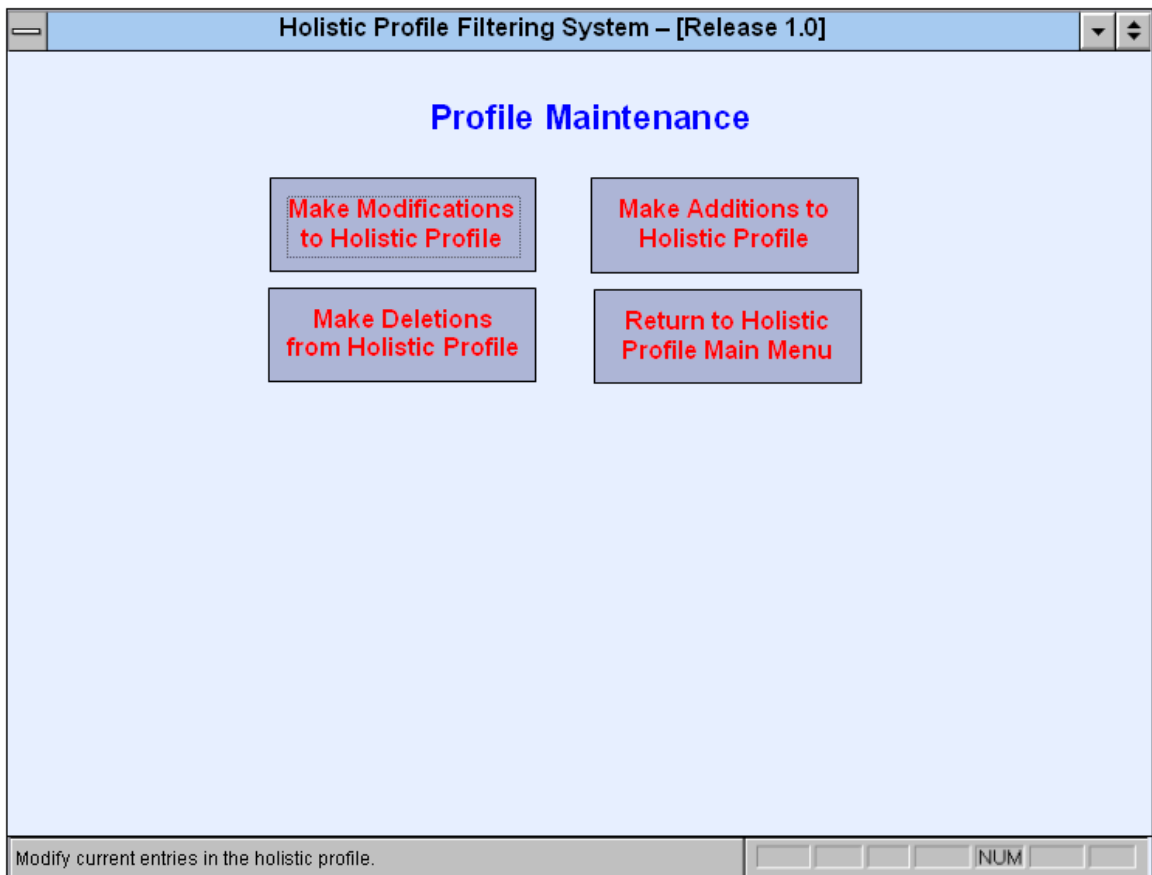 Holistic Profile Filtering System – [Release 1.0]
Profile Maintenance
Make Modifications
to Holistic Profile
Make Additions to
Holistic Profile
Make Deletions
from Holistic Profile
Return to Holistic
Profile Main Menu
Modify current entries in the holistic profile.
NUM